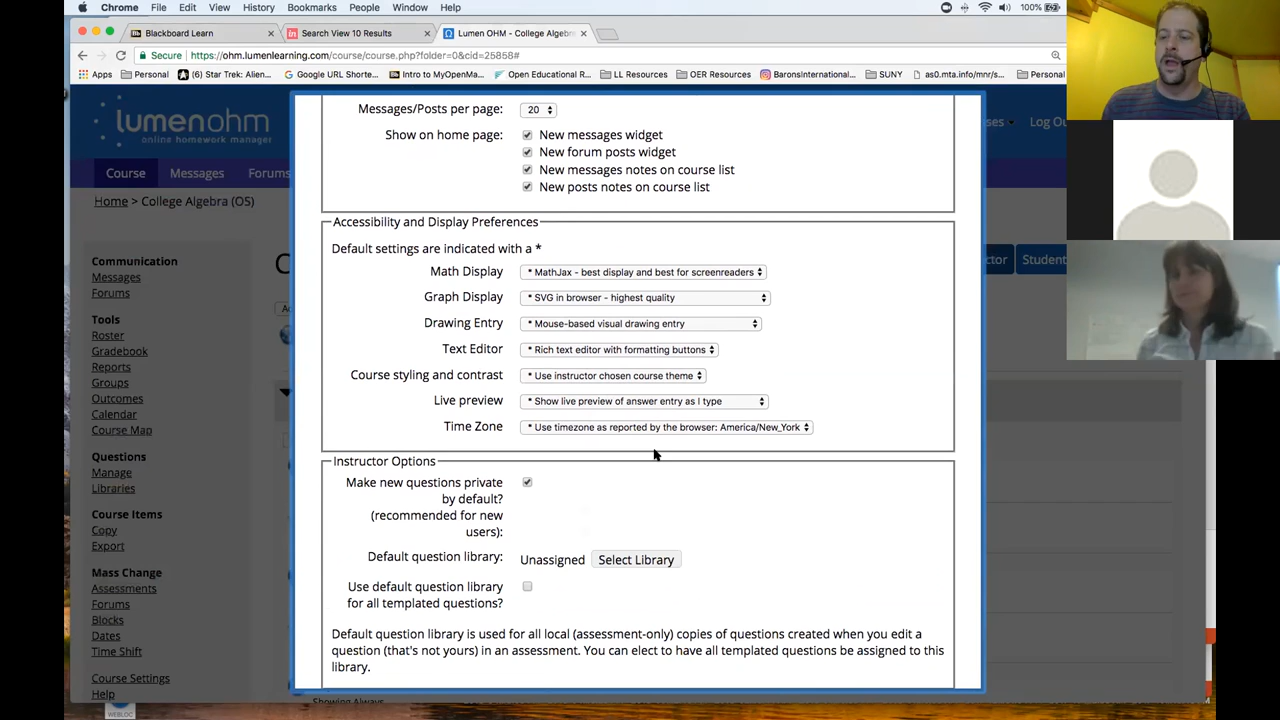 Chrome File Edit View History Bookmarks People Window Help 100%
Blackboard Learn
Search View 10 Results
Lumen OHM - College Algebra
Secure https://ohm.lumenlearning.com/course/course.php?folder=0&cid=25858#
Apps Personal (6) Star Trek: Alien... Google URL Shorte... Intro to MyOpenMa... Open Educational R... LL Resources OER Resources BaronsInternational... SUNY as0.mta.info/mnr/s... Persona
lumenohm
online homework manager
Log Ou
Course Messages Forums
Home > College Algebra (OS)
Student
Communication
Messages
Forums
Tools
Roster
Gradebook
Reports
Groups
Outcomes
Calendar
Course Map
Questions
Manage
Libraries
Course Items
Copy
Export
Mass Change
Assessments
Forums
Blocks
Dates
Time Shift
Course Settings
Help
Messages/Posts per page: 20
Show on home page: New messages widget
New forum posts widget
New messages notes on course list
New posts notes on course list
Accessibility and Display Preferences
Default settings are indicated with a *
Math Display * MathJax - best display and best for screenreaders
Graph Display * SVG in browser - highest quality
Drawing Entry * Mouse-based visual drawing entry
Text Editor * Rich text editor with formatting buttons
Course styling and contrast * Use instructor chosen course theme
Live preview * Show live preview of answer entry as I type
Time Zone * Use timezone as reported by the browser: America/New_York
Instructor Options
Make new questions private
by default?
(recommended for new
users):
Default question library: Unassigned Select Library
Use default question library
for all templated questions?
Default question library is used for all local (assessment-only) copies of questions created when you edit a
question (that's not yours) in an assessment. You can elect to have all templated questions be assigned to this
library.
Showing Always
WEBLOC